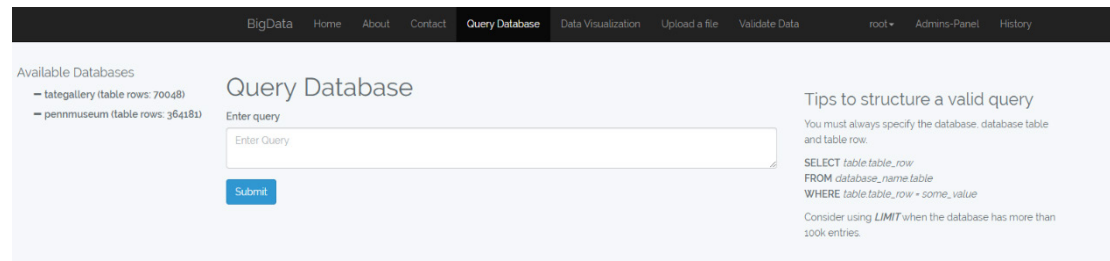 BigData Home About Contact Query Database Data Visualization Upload a file Validate Data root Admins-Panel History
Available Databases
tategallery (table rows: 70048)
pennmuseum (table rows: 364181)
Query Database
Enter query
Enter Query
Submit
Tips to structure a valid query
You must always specify the database, database table
and table row.
SELECT table.table_row
FROM database_name.table
WHERE table.table_row = some_value
Consider using LIMIT when the database has more than
100k entries.